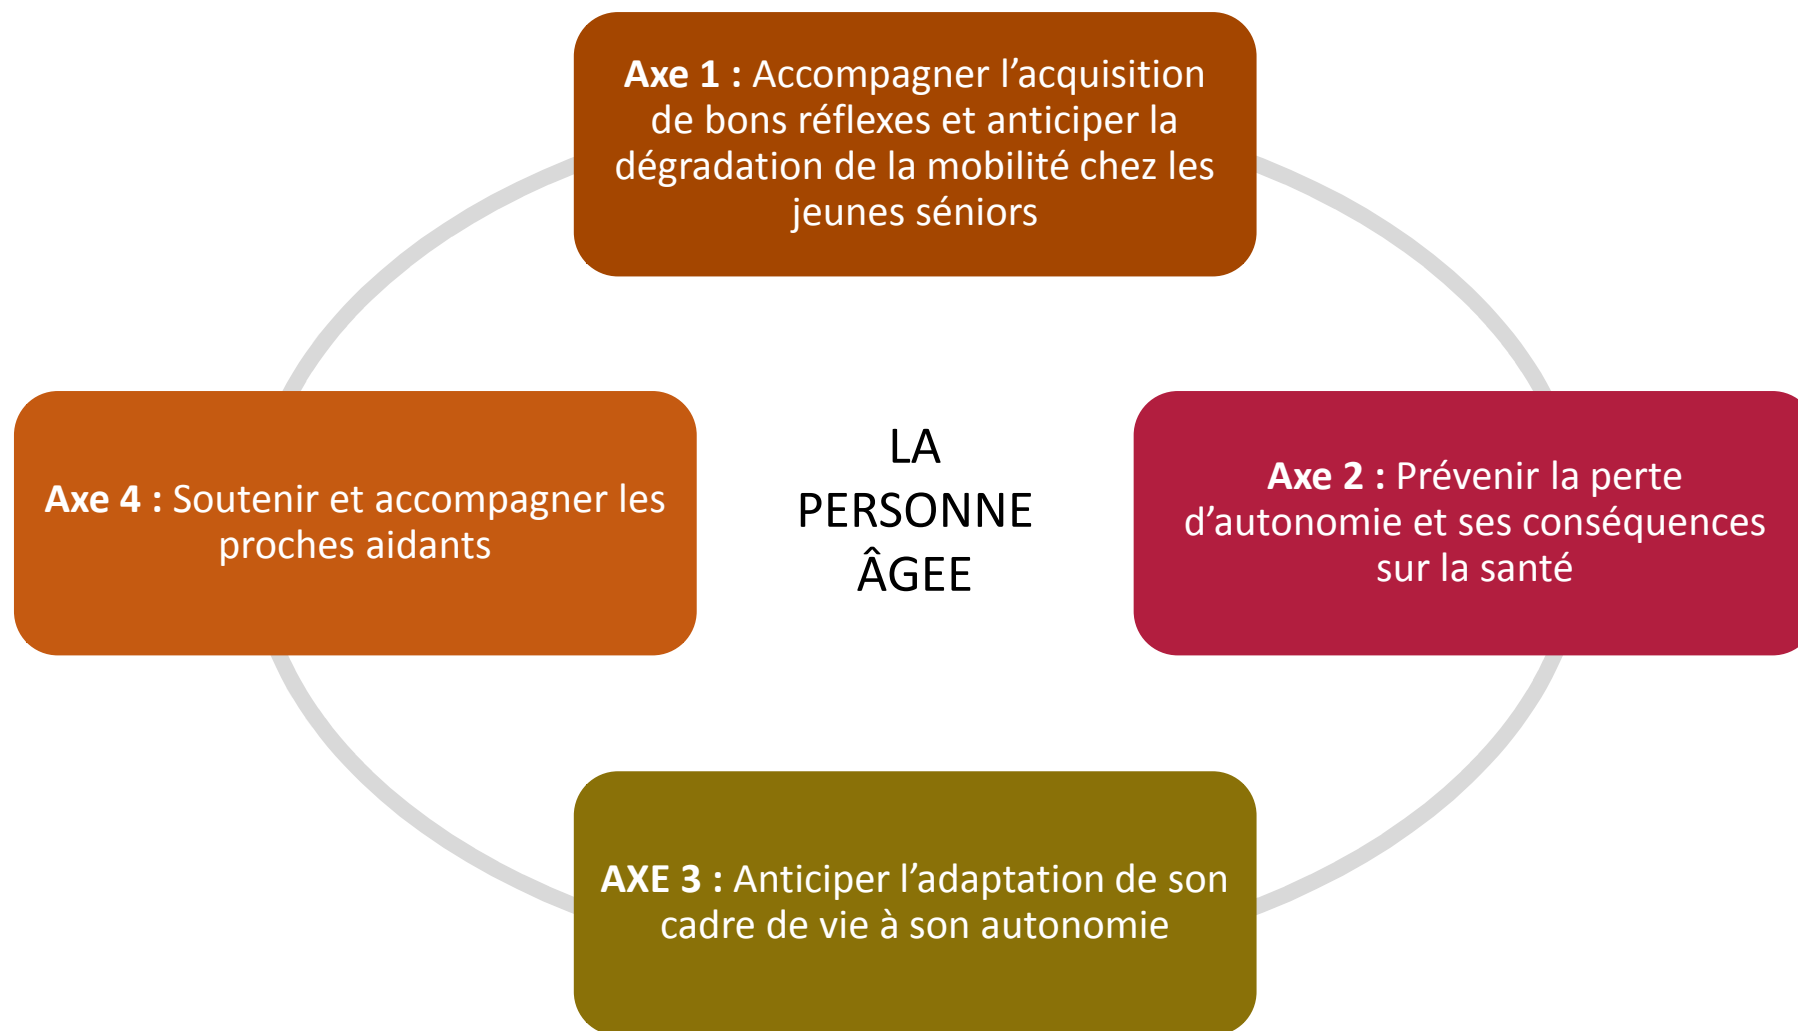 Axe 1 : Accompagner l’acquisition
de bons réflexes et anticiper la
dégradation de la mobilité chez les
jeunes séniors
LA
PERSONNE
ÂGEE
Axe 2 : Prévenir la perte
d’autonomie et ses conséquences
sur la santé
AXE 3 : Anticiper l’adaptation de son
cadre de vie à son autonomie
Axe 4 : Soutenir et accompagner les
proches aidants